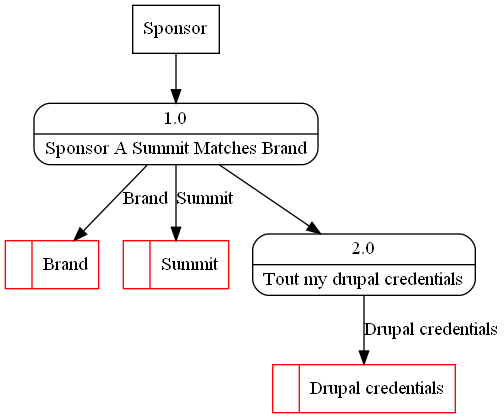 Sponsor
1.0
Sponsor A Summit Matches Brand
Brand
Summit
Brand
Summit
2.0
Tout my drupal credentials
Drupal credentials
Drupal credentials